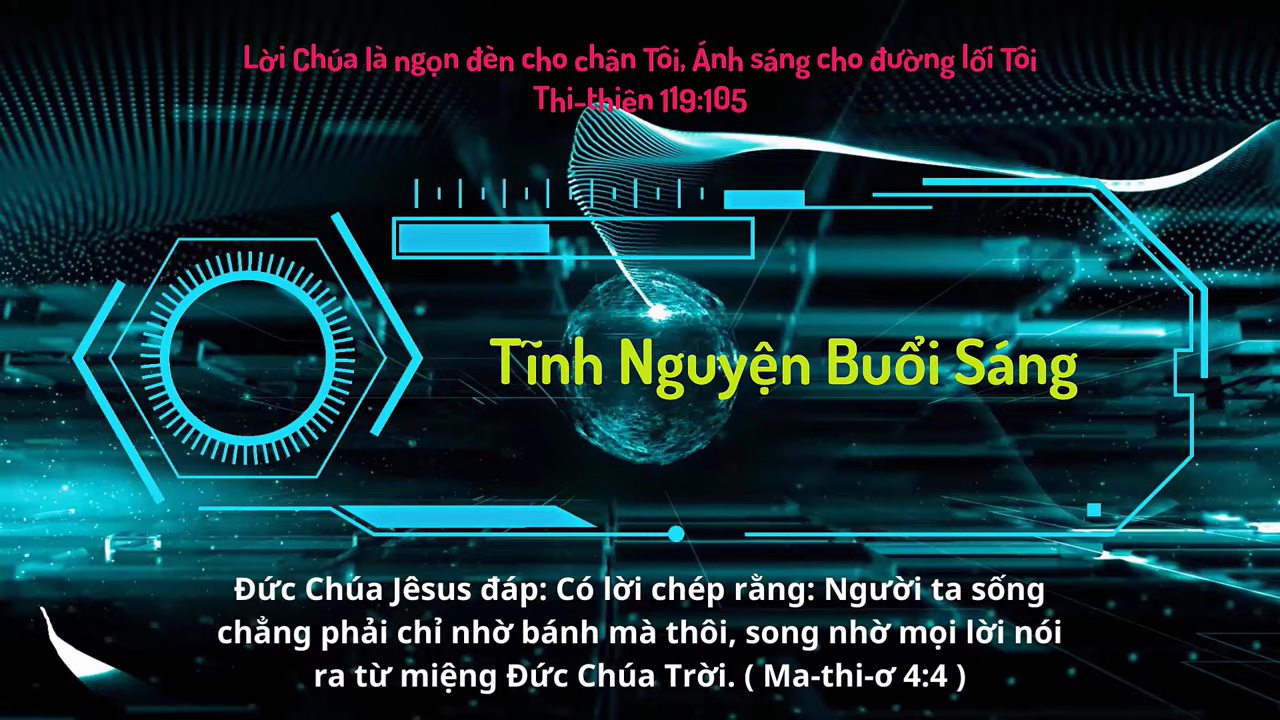 Lời Chúa là ngọn đèn cho chân Tôi, Ánh sáng cho đường lối Tôi
Thi-thiên 119:105
Tĩnh Nguyện Buổi Sáng
Đức Chúa Jêsus đáp: Có lời chép rằng: Người ta sống
chẳng phải chỉ nhờ bánh mà thôi, song nhờ mọi lời nói
ra từ miệng Đức Chúa Trời. ( Ma-thi-ơ 4:4 )